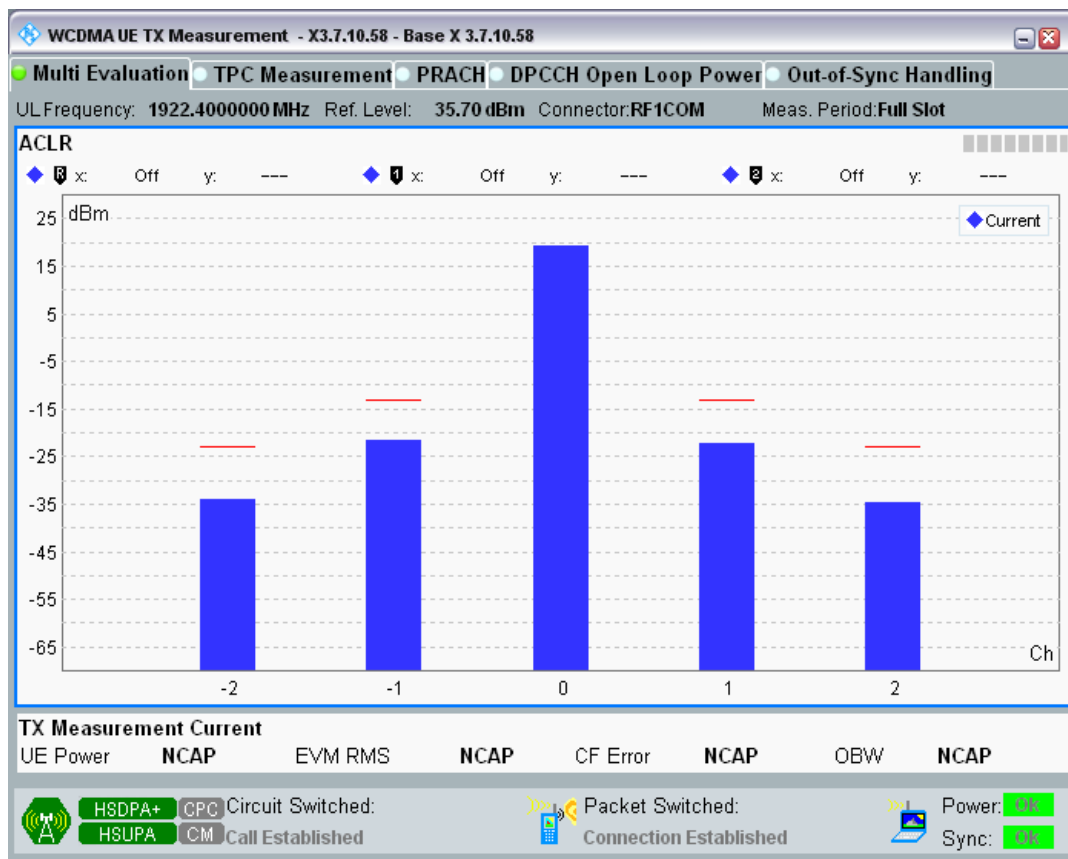 WCDMA UE TX Measurement - X3.7.10.58 - Base X 3.7.10.58
Multi Evaluation TPC Measurement PRACH DPCCH Open Loop Power Out-of-Sync Handling
UL Frequency: 1922.4000000 MHz Ref. Level: 35.70 dBm Connector:RF1COM Meas. Period:Full Slot
ACLR
R x: Off y: --- 1 x: Off y: --- 2 x: Off y: ---
dBm
Current
25
15
5
-5
-15
-25
-35
-45
-55
-65
Ch
-2 -1 0 1 2
TX Measurement Current
UE Power NCAP EVM RMS NCAP CF Error NCAP OBW NCAP
HSDPA+ CPC Circuit Switched: Packet Switched: Power: OK
HSUPA CM Call Established Connection Established Sync: OK